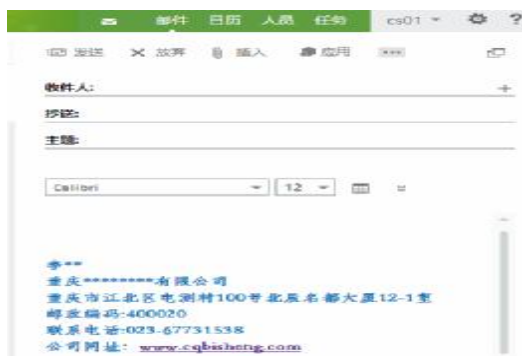 邮件 日历 人员 任务 cs01 ?
发送 × 放弃 插入 应用 •••
收件人: +
抄送:
主题:
Calibri 12
李**
重庆********有限公司
重庆市江北区电测村100号北辰名都大厦12-1室
邮政编码:400020
联系电话:023-67731538
公司网址: www.cqbisheng.com